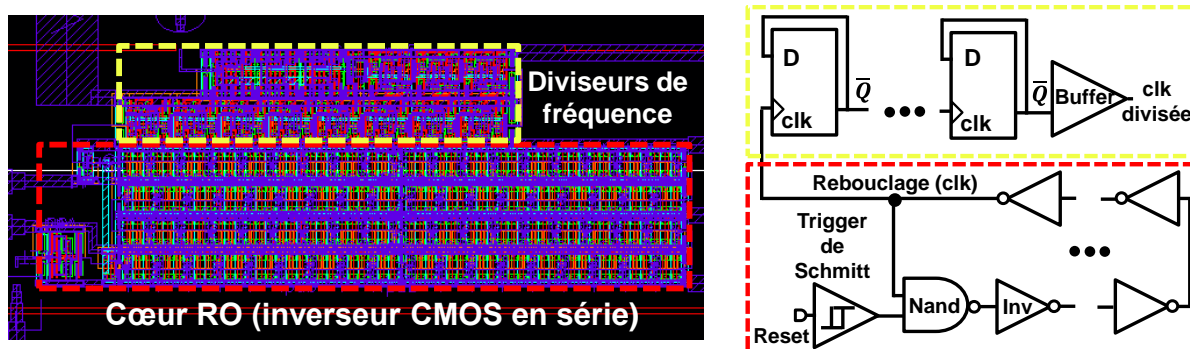 Diviseurs de
fréquence
Cœur RO (inverseur CMOS en série)
D
Q̅
clk
D
Q̅
clk
Buffer
clk
divisée
Rebouclage (clk)
Trigger
de
Schmitt
Reset
Nand
Inv